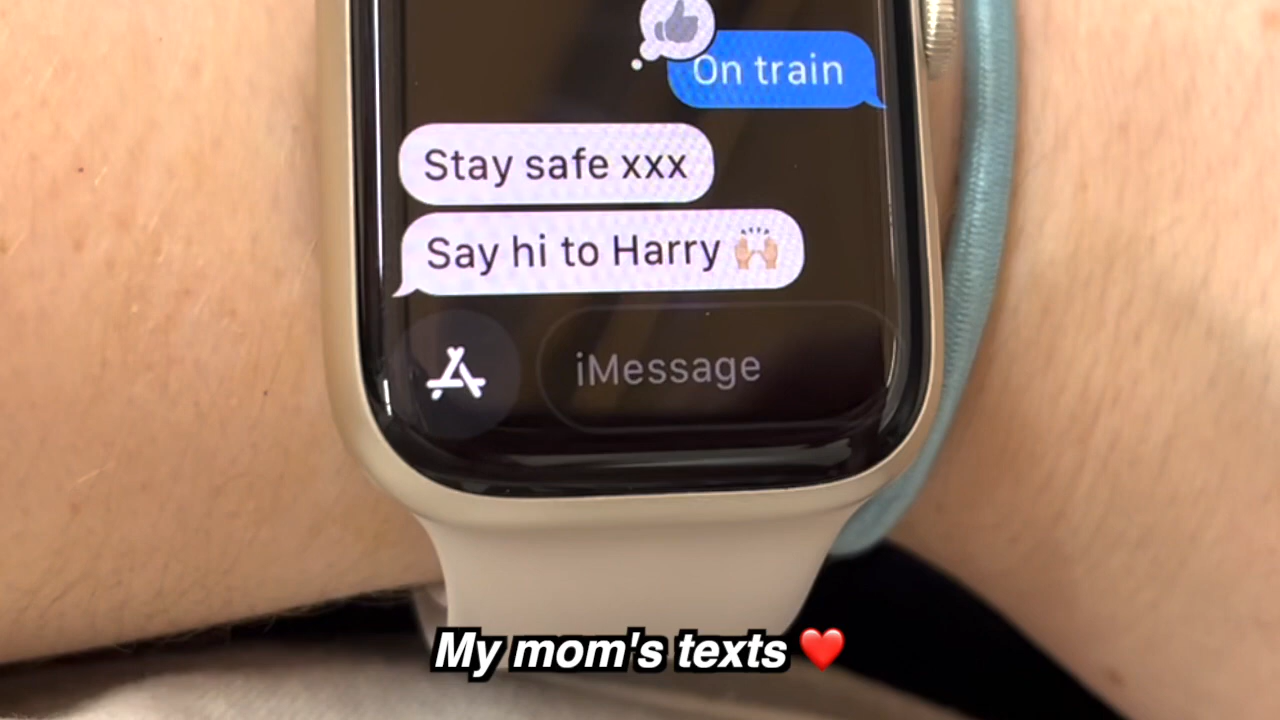 On train
Stay safe xxx
Say hi to Harry 🙌🏼
iMessage
My mom's texts ❤️